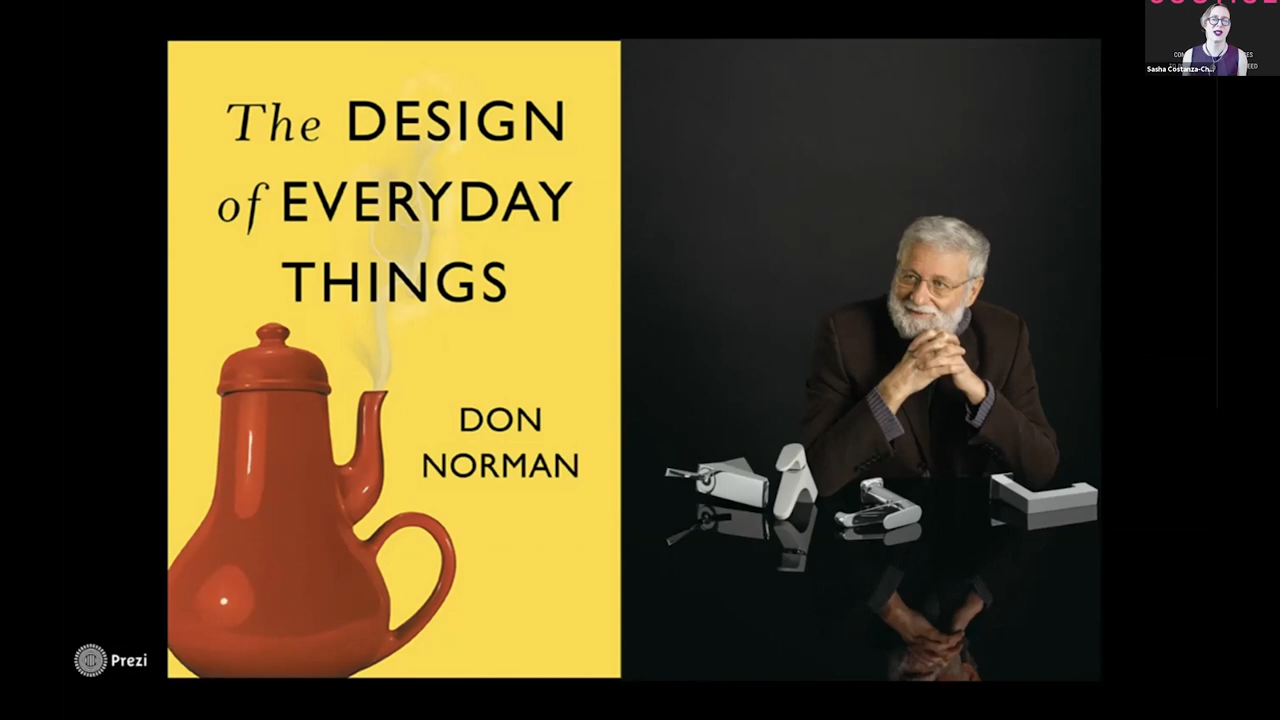 The DESIGN
of EVERYDAY
THINGS
DON
NORMAN
Prezi
Sasha Costanza-Ch...